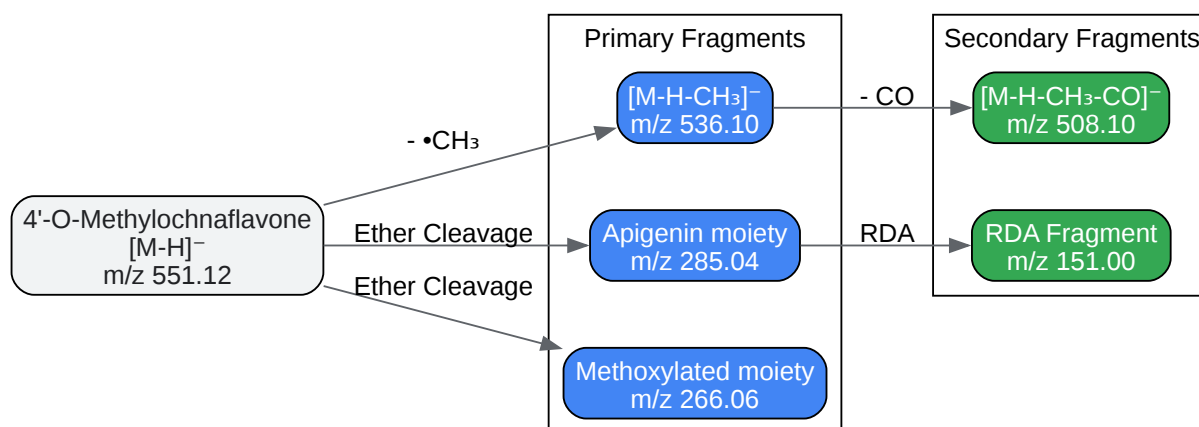 Primary Fragments
Secondary Fragments
[M-H-CH₃]⁻
m/z 536.10
- CO
[M-H-CH₃-CO]⁻
m/z 508.10
- •CH₃
4'-O-Methylochnaflavone
[M-H]⁻
m/z 551.12
Ether Cleavage
Apigenin moiety
m/z 285.04
RDA
RDA Fragment
m/z 151.00
Ether Cleavage
Methoxylated moiety
m/z 266.06